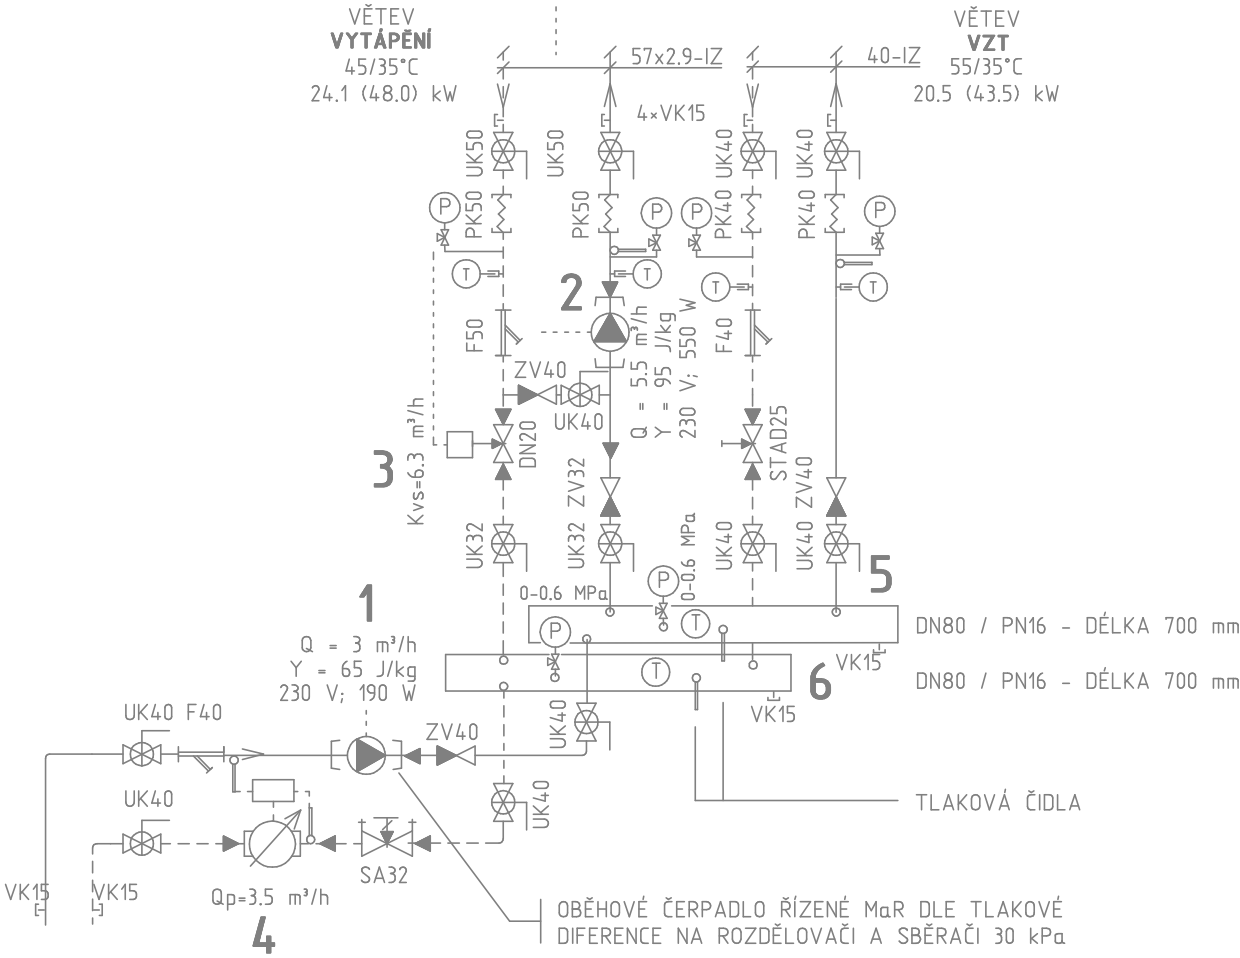 VĚTEV
VYTÁPĚNÍ
45/35°C
24.1 (48.0) kW
57x2.9-IZ
40-IZ
VĚTEV
VZT
55/35°C
20.5 (43.5) kW
4×VK15
UK50
UK50
UK40
UK40
PK50
PK50
PK40
PK40
P
P
P
P
T
T
T
T
2
F50
F40
Q = 5.5 m³/h
Y = 95 J/kg
230 V; 550 W
ZV40
UK40
3
Kvs=6.3 m³/h
DN20
STAD25
ZV32
ZV40
UK32
UK32
UK40
UK40
0-0.6 MPa
0-0.6 MPa
P
P
T
T
5
1
Q = 3 m³/h
Y = 65 J/kg
230 V; 190 W
DN80 / PN16 - DÉLKA 700 mm
VK15
6
DN80 / PN16 - DÉLKA 700 mm
VK15
UK40 F40
ZV40
UK40
UK40
UK40
TLAKOVÁ ČIDLA
SA32
VK15
VK15
Qp=3.5 m³/h
4
OBĚHOVÉ ČERPADLO ŘÍZENÉ MaR DLE TLAKOVÉ
DIFERENCE NA ROZDĚLOVAČI A SBĚRAČI 30 kPa